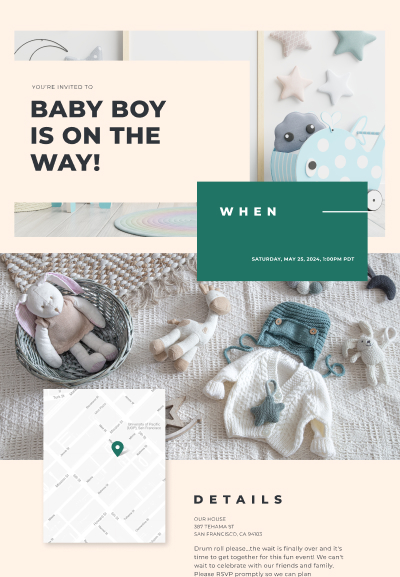 YOU'RE INVITED TO
BABY BOY
IS ON THE
WAY!
WHEN
SATURDAY, MAY 25, 2024, 1:00PM PDT
University of Pacific
DETAILS
OUR HOUSE
387 TEHAMA ST
SAN FRANCISCO, CA 94103
Drum roll please...the wait is finally over and it's
time to get together for this fun event! We can't
wait to celebrate with our friends and family.
Please RSVP promptly so we can plan